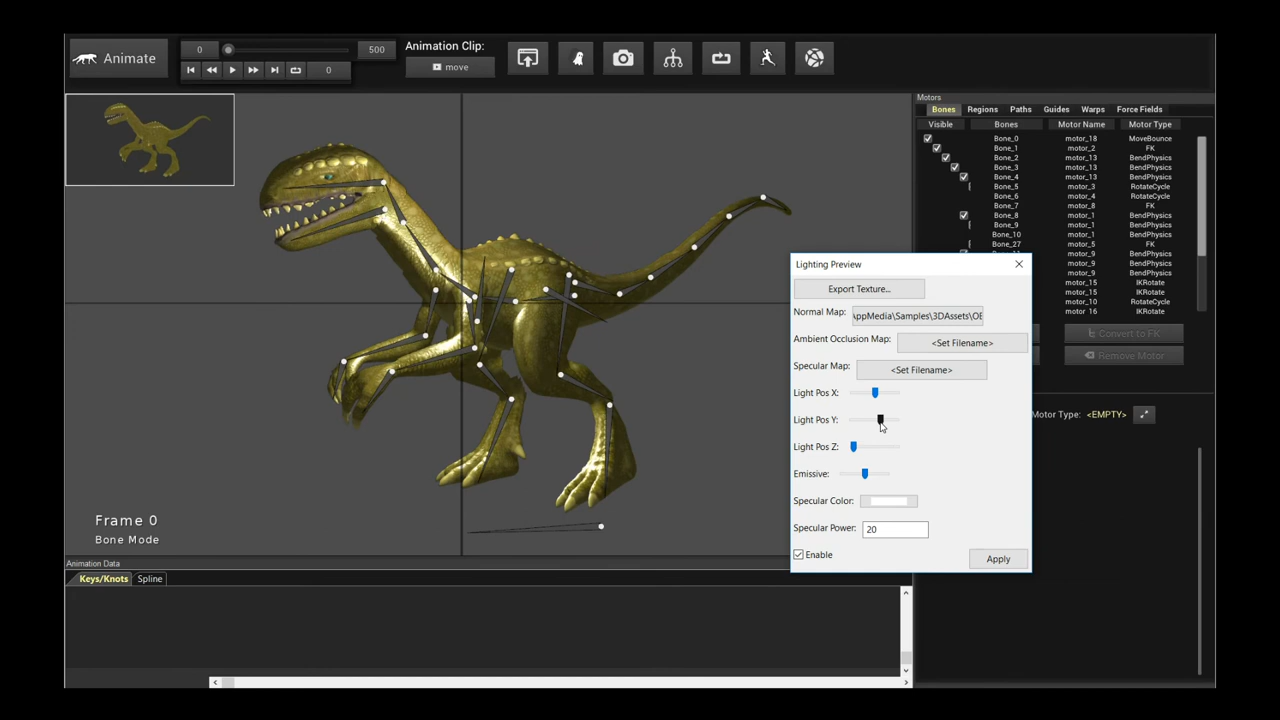 Animate
0
500
0
Animation Clip:
move
Motors
Bones Regions Paths Guides Warps Force Fields
Visible Bones Motor Name Motor Type
Bone_0 motor_18 MoveBounce
Bone_1 motor_2 FK
Bone_2 motor_13 BendPhysics
Bone_3 motor_13 BendPhysics
Bone_4 motor_13 BendPhysics
Bone_5 motor_3 RotateCycle
Bone_6 motor_4 RotateCycle
Bone_7 motor_8 FK
Bone_8 motor_1 BendPhysics
Bone_9 motor_1 BendPhysics
Bone_10 motor_1 BendPhysics
Bone_27 motor_5 FK
motor_9 BendPhysics
motor_9 BendPhysics
motor_9 BendPhysics
motor_15 IKRotate
motor_15 IKRotate
motor_10 RotateCycle
motor_16 IKRotate
Convert to FK
Remove Motor
Motor Type: <EMPTY>
Lighting Preview
Export Texture...
Normal Map: \ppMedia\Samples\3DAssets\OE
Ambient Occlusion Map: <Set Filename>
Specular Map: <Set Filename>
Light Pos X:
Light Pos Y:
Light Pos Z:
Emissive:
Specular Color:
Specular Power: 20
Enable
Apply
Frame 0
Bone Mode
Animation Data
Keys/Knots Spline